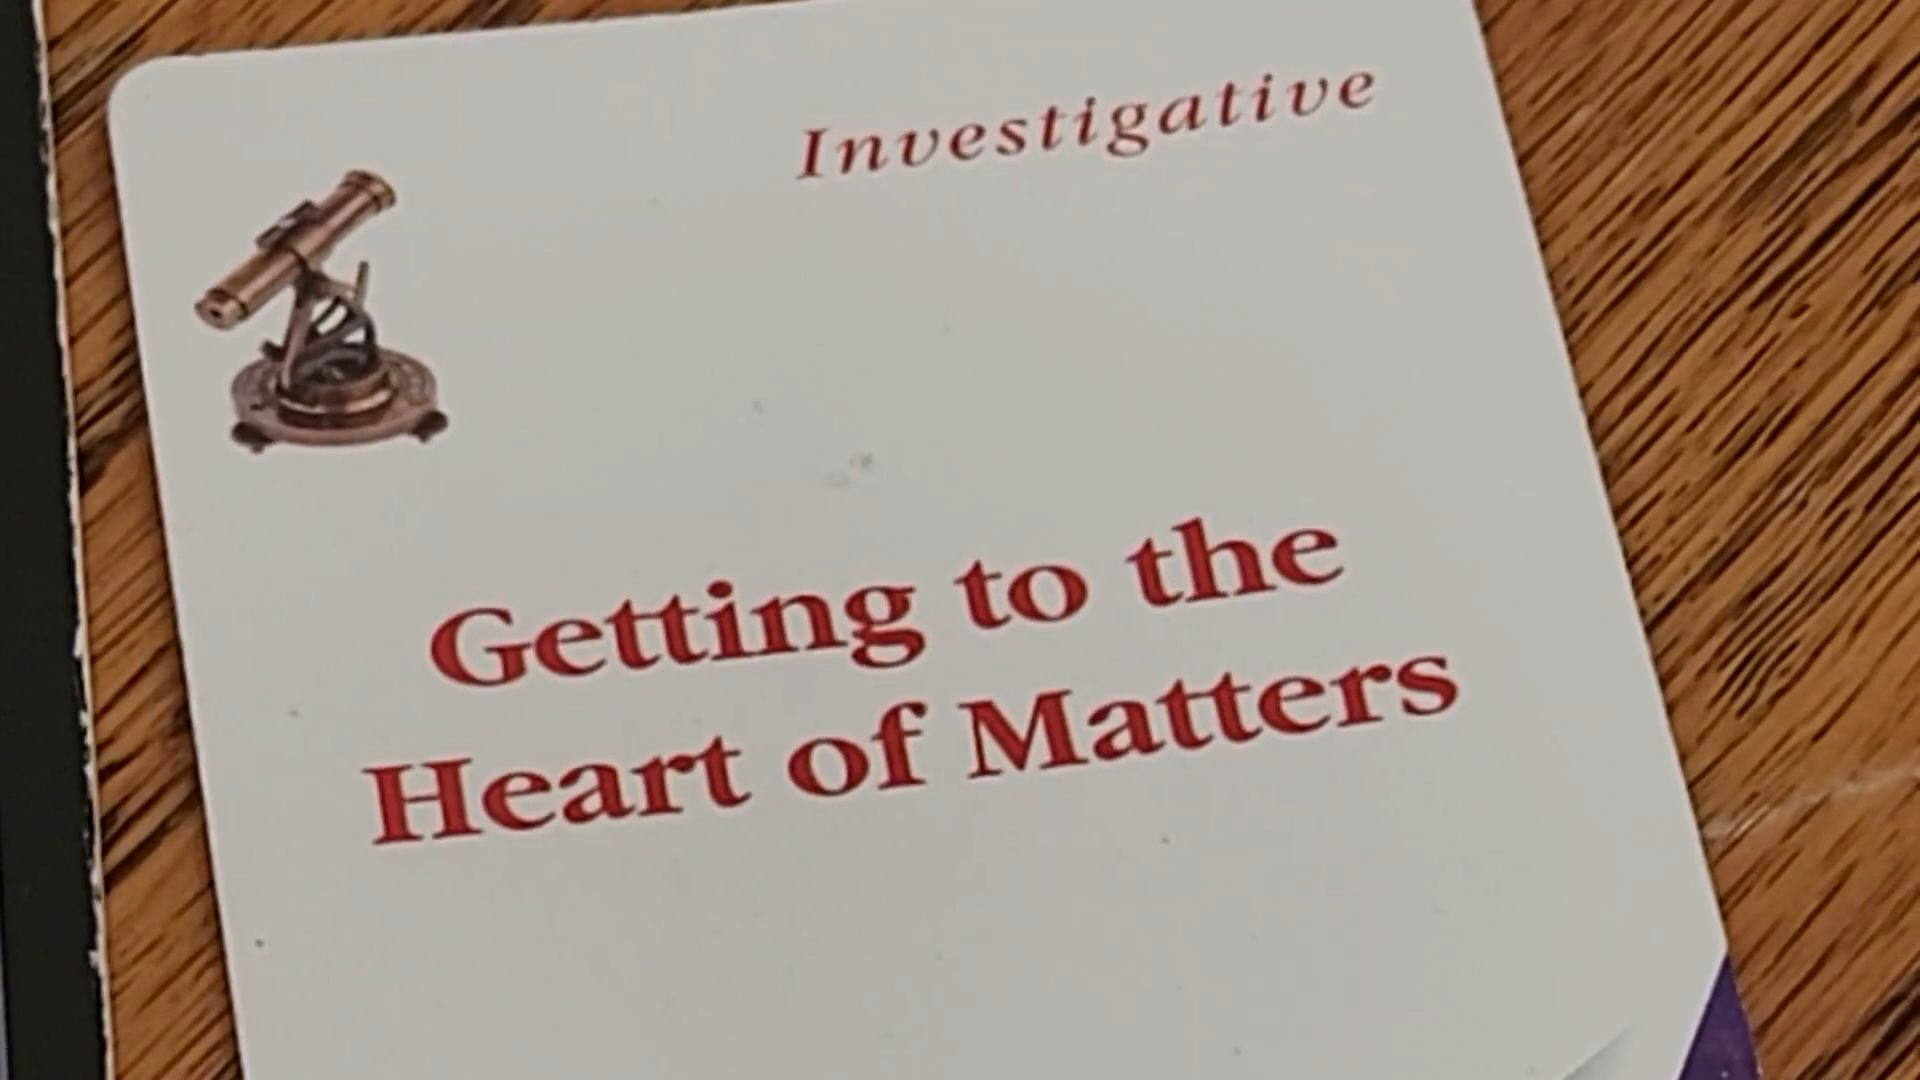 Investigative
Getting to the
Heart of Matters